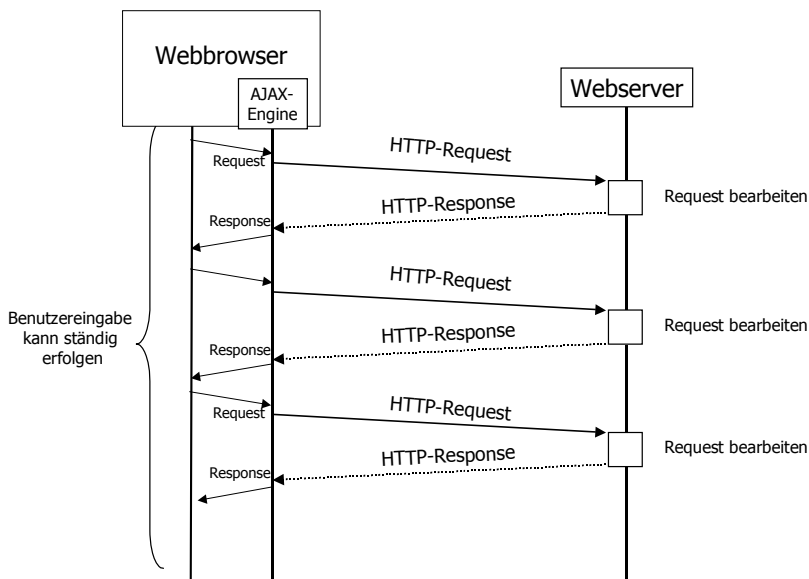 Webbrowser
AJAX-
Engine
Webserver
HTTP-Request
Request
Request bearbeiten
HTTP-Response
Response
HTTP-Request
Request bearbeiten
Benutzereingabe
kann ständig
erfolgen
HTTP-Response
Response
HTTP-Request
Request
Request bearbeiten
HTTP-Response
Response